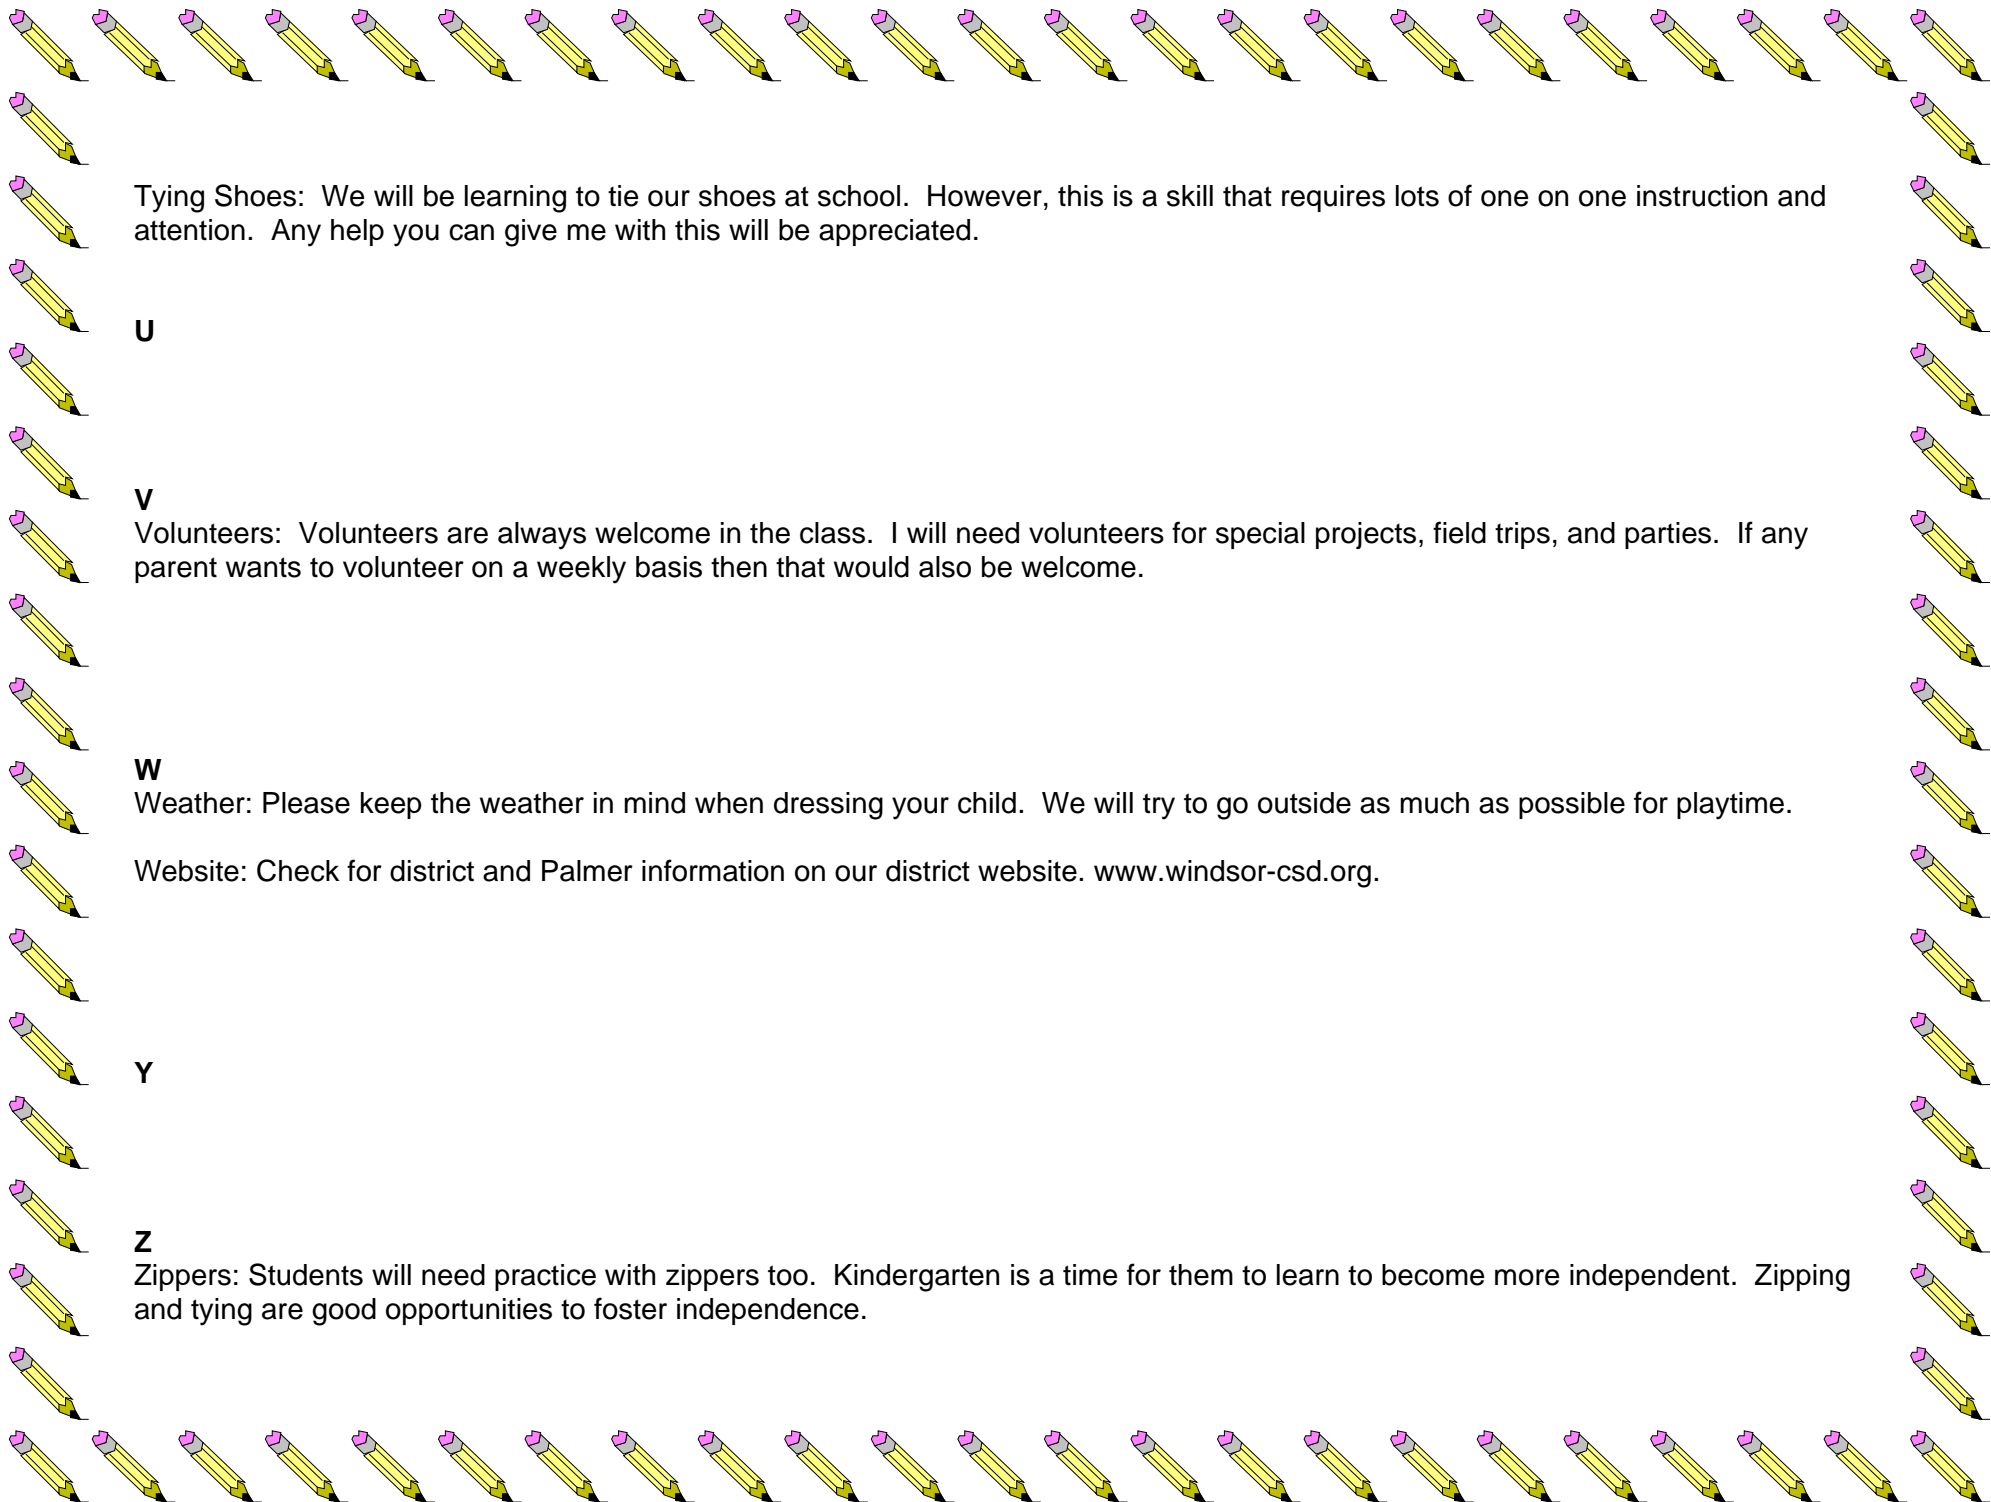 Tying Shoes:  We will be learning to tie our shoes at school.  However, this is a skill that requires lots of one on one instruction and
attention.  Any help you can give me with this will be appreciated.
U
V
Volunteers:  Volunteers are always welcome in the class.  I will need volunteers for special projects, field trips, and parties.  If any
parent wants to volunteer on a weekly basis then that would also be welcome.
W
Weather: Please keep the weather in mind when dressing your child.  We will try to go outside as much as possible for playtime.
Website: Check for district and Palmer information on our district website. www.windsor-csd.org.
Y
Z
Zippers: Students will need practice with zippers too.  Kindergarten is a time for them to learn to become more independent.  Zipping
and tying are good opportunities to foster independence.